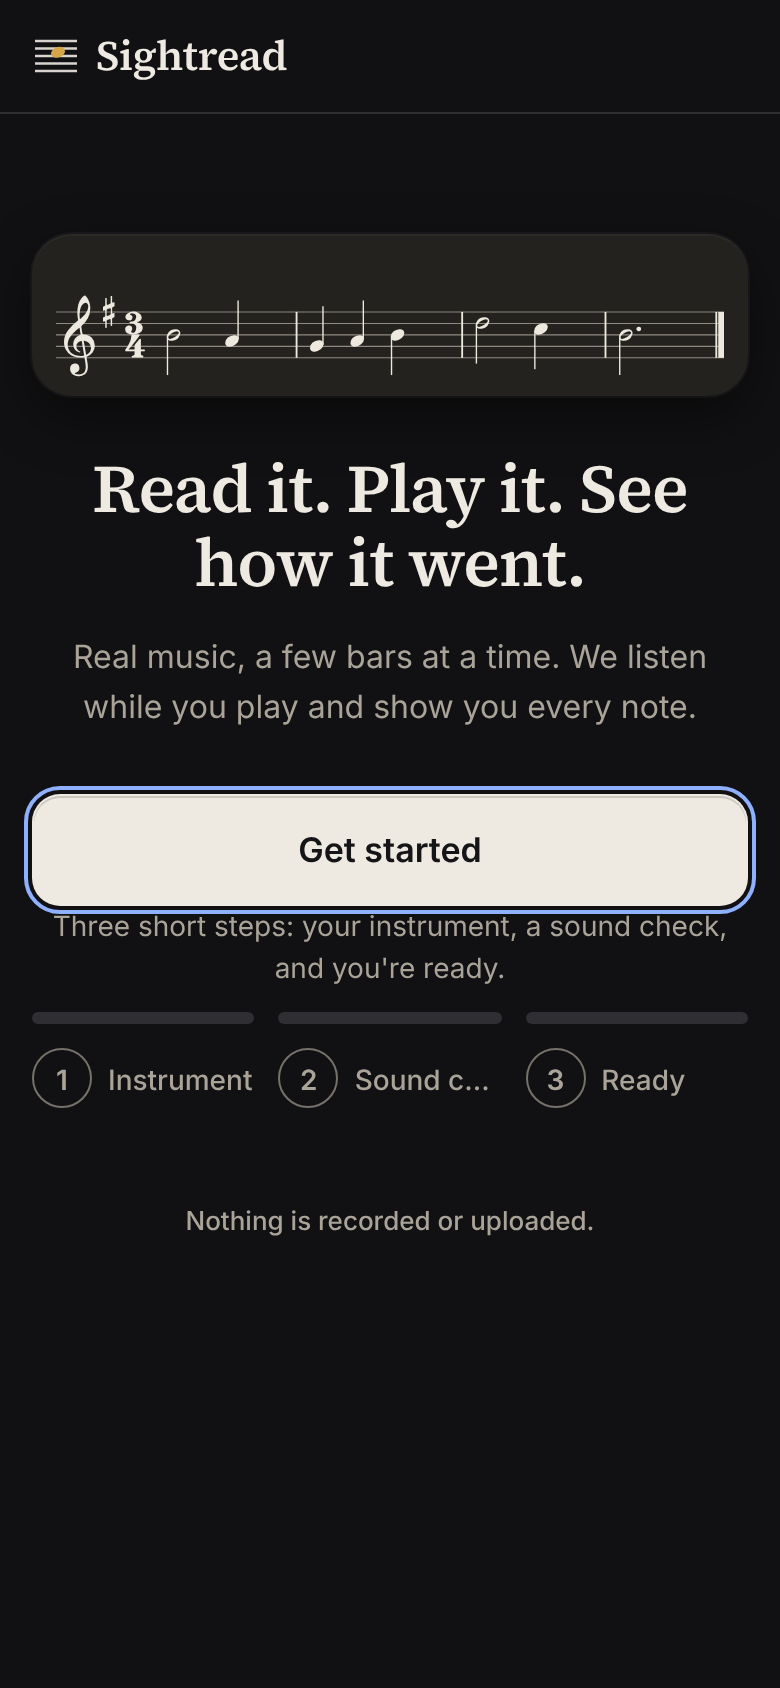 Sightread
3
4
Read it. Play it. See
how it went.
Real music, a few bars at a time. We listen
while you play and show you every note.
Get started
Three short steps: your instrument, a sound check,
and you're ready.
1 Instrument 2 Sound c... 3 Ready
Nothing is recorded or uploaded.